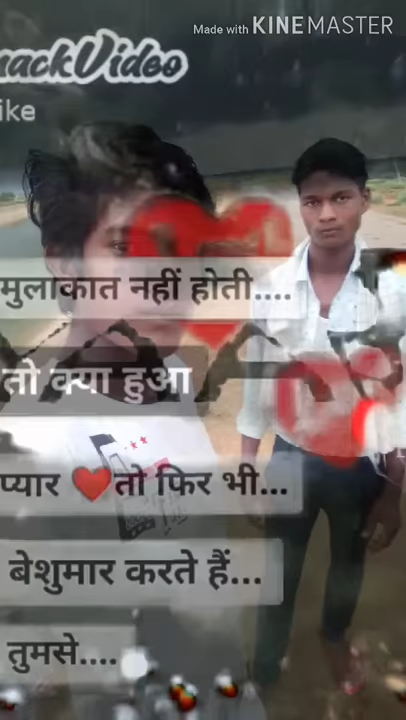 Made with KINEMASTER
nackVideo
ike
मुलाकात नहीं होती....
तो क्या हुआ
प्यार ❤️तो फिर भी...
बेशुमार करते हैं...
तुमसे....